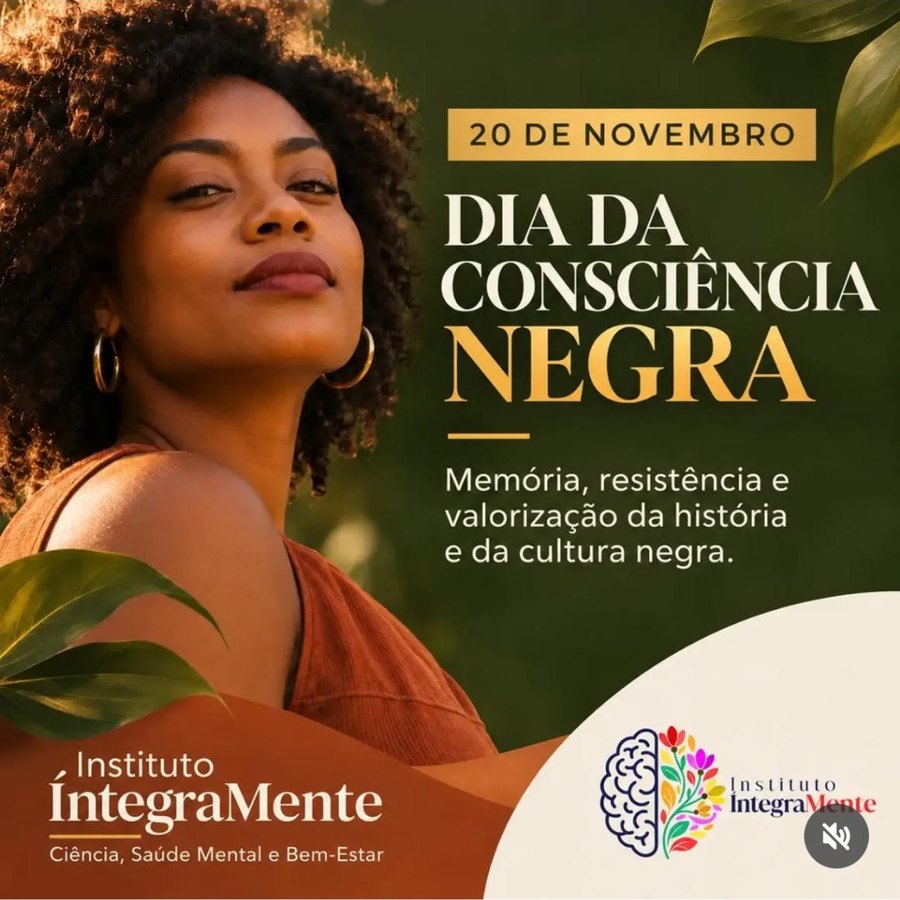 20 DE NOVEMBRO
DIA DA
CONSCIÊNCIA
NEGRA
Memória, resistência e
valorização da história
e da cultura negra.
Instituto
ÍntegraMente
Ciência, Saúde Mental e Bem-Estar
Instituto
ÍntegraMente